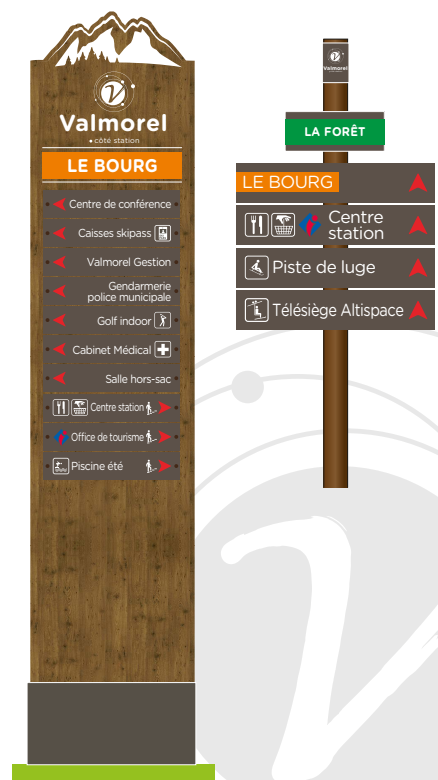 Valmorel
• côté station
LE BOURG
Centre de conférence
Caisses skipass
Valmorel Gestion
Gendarmerie
police municipale
Golf indoor
Cabinet Médical
Salle hors-sac
Centre station
Office de tourisme
Piscine été
Valmorel
LA FORÊT
LE BOURG
Centre
station
Piste de luge
Télésiège Altispace